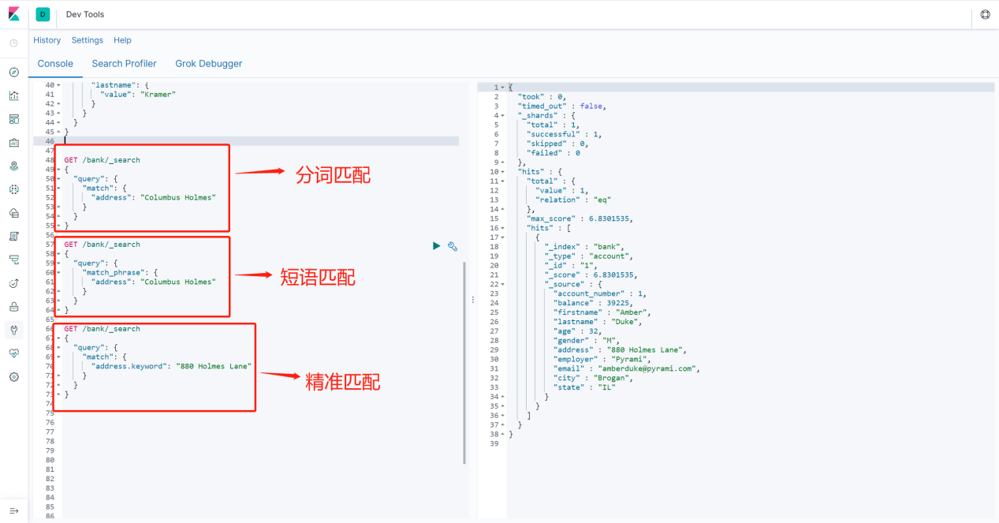 D Dev Tools
History Settings Help
Console Search Profiler Grok Debugger
40 "lastname": {
41 "value": "Kramer"
42 }
43 }
44 }
45 }
46
47
48 GET /bank/_search
49 {
50 "query": {
51 "match": {
52 "address": "Columbus Holmes"
53 }
54 }
55 }
56
分词匹配
57 GET /bank/_search
58 {
59 "query": {
60 "match_phrase": {
61 "address": "Columbus Holmes"
62 }
63 }
64 }
65
短语匹配
66 GET /bank/_search
67 {
68 "query": {
69 "match": {
70 "address.keyword": "880 Holmes Lane"
71 }
72 }
73 }
74
精准匹配
75
76
77
78
79
80
81
82
83
84
85
86
1 {
2 "took" : 0,
3 "timed_out" : false,
4 "_shards" : {
5 "total" : 1,
6 "successful" : 1,
7 "skipped" : 0,
8 "failed" : 0
9 },
10 "hits" : {
11 "total" : {
12 "value" : 1,
13 "relation" : "eq"
14 },
15 "max_score" : 6.8301535,
16 "hits" : [
17 {
18 "_index" : "bank",
19 "_type" : "account",
20 "_id" : "1",
21 "_score" : 6.8301535,
22 "_source" : {
23 "account_number" : 1,
24 "balance" : 39225,
25 "firstname" : "Amber",
26 "lastname" : "Duke",
27 "age" : 32,
28 "gender" : "M",
29 "address" : "880 Holmes Lane",
30 "employer" : "Pyrami",
31 "email" : "amberduke@pyrami.com",
32 "city" : "Brogan",
33 "state" : "IL"
34 }
35 }
36 ]
37 }
38 }
39